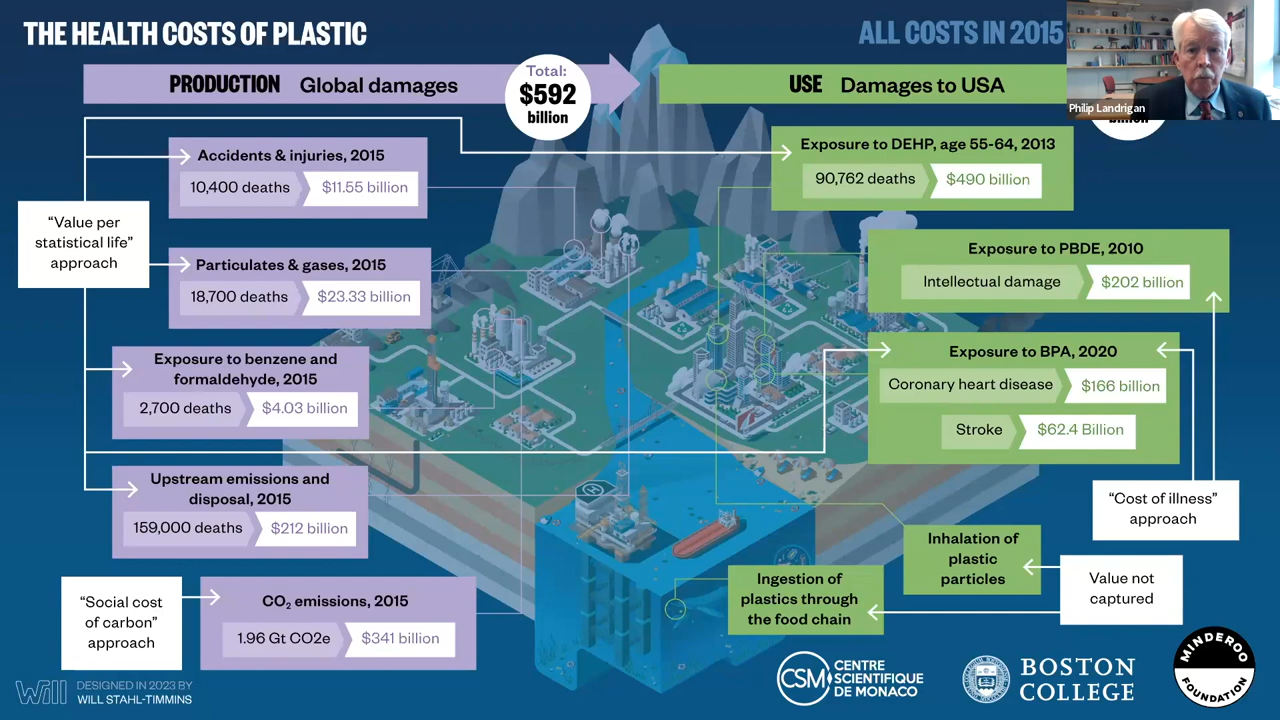 THE HEALTH COSTS OF PLASTIC
ALL COSTS IN 2015
PRODUCTION Global damages
Total:
$592
billion
USE Damages to USA
Philip Landrigan
billion
Accidents & injuries, 2015
10,400 deaths
$11.55 billion
"Value per
statistical life"
approach
Particulates & gases, 2015
18,700 deaths
$23.33 billion
Exposure to benzene and
formaldehyde, 2015
2,700 deaths
$4.03 billion
Upstream emissions and
disposal, 2015
159,000 deaths
$212 billion
"Social cost
of carbon"
approach
CO₂ emissions, 2015
1.96 Gt CO2e
$341 billion
Exposure to DEHP, age 55-64, 2013
90,762 deaths
$490 billion
Exposure to PBDE, 2010
Intellectual damage
$202 billion
Exposure to BPA, 2020
Coronary heart disease
$166 billion
Stroke
$62.4 Billion
"Cost of illness"
approach
Inhalation of
plastic
particles
Ingestion of
plastics through
the food chain
Value not
captured
H
will
DESIGNED IN 2023 BY
WILL STAHL-TIMMINS
CSM
CENTRE
SCIENTIFIQUE
DE MONACO
BOSTON
COLLEGE
MINDEROO
FOUNDATION